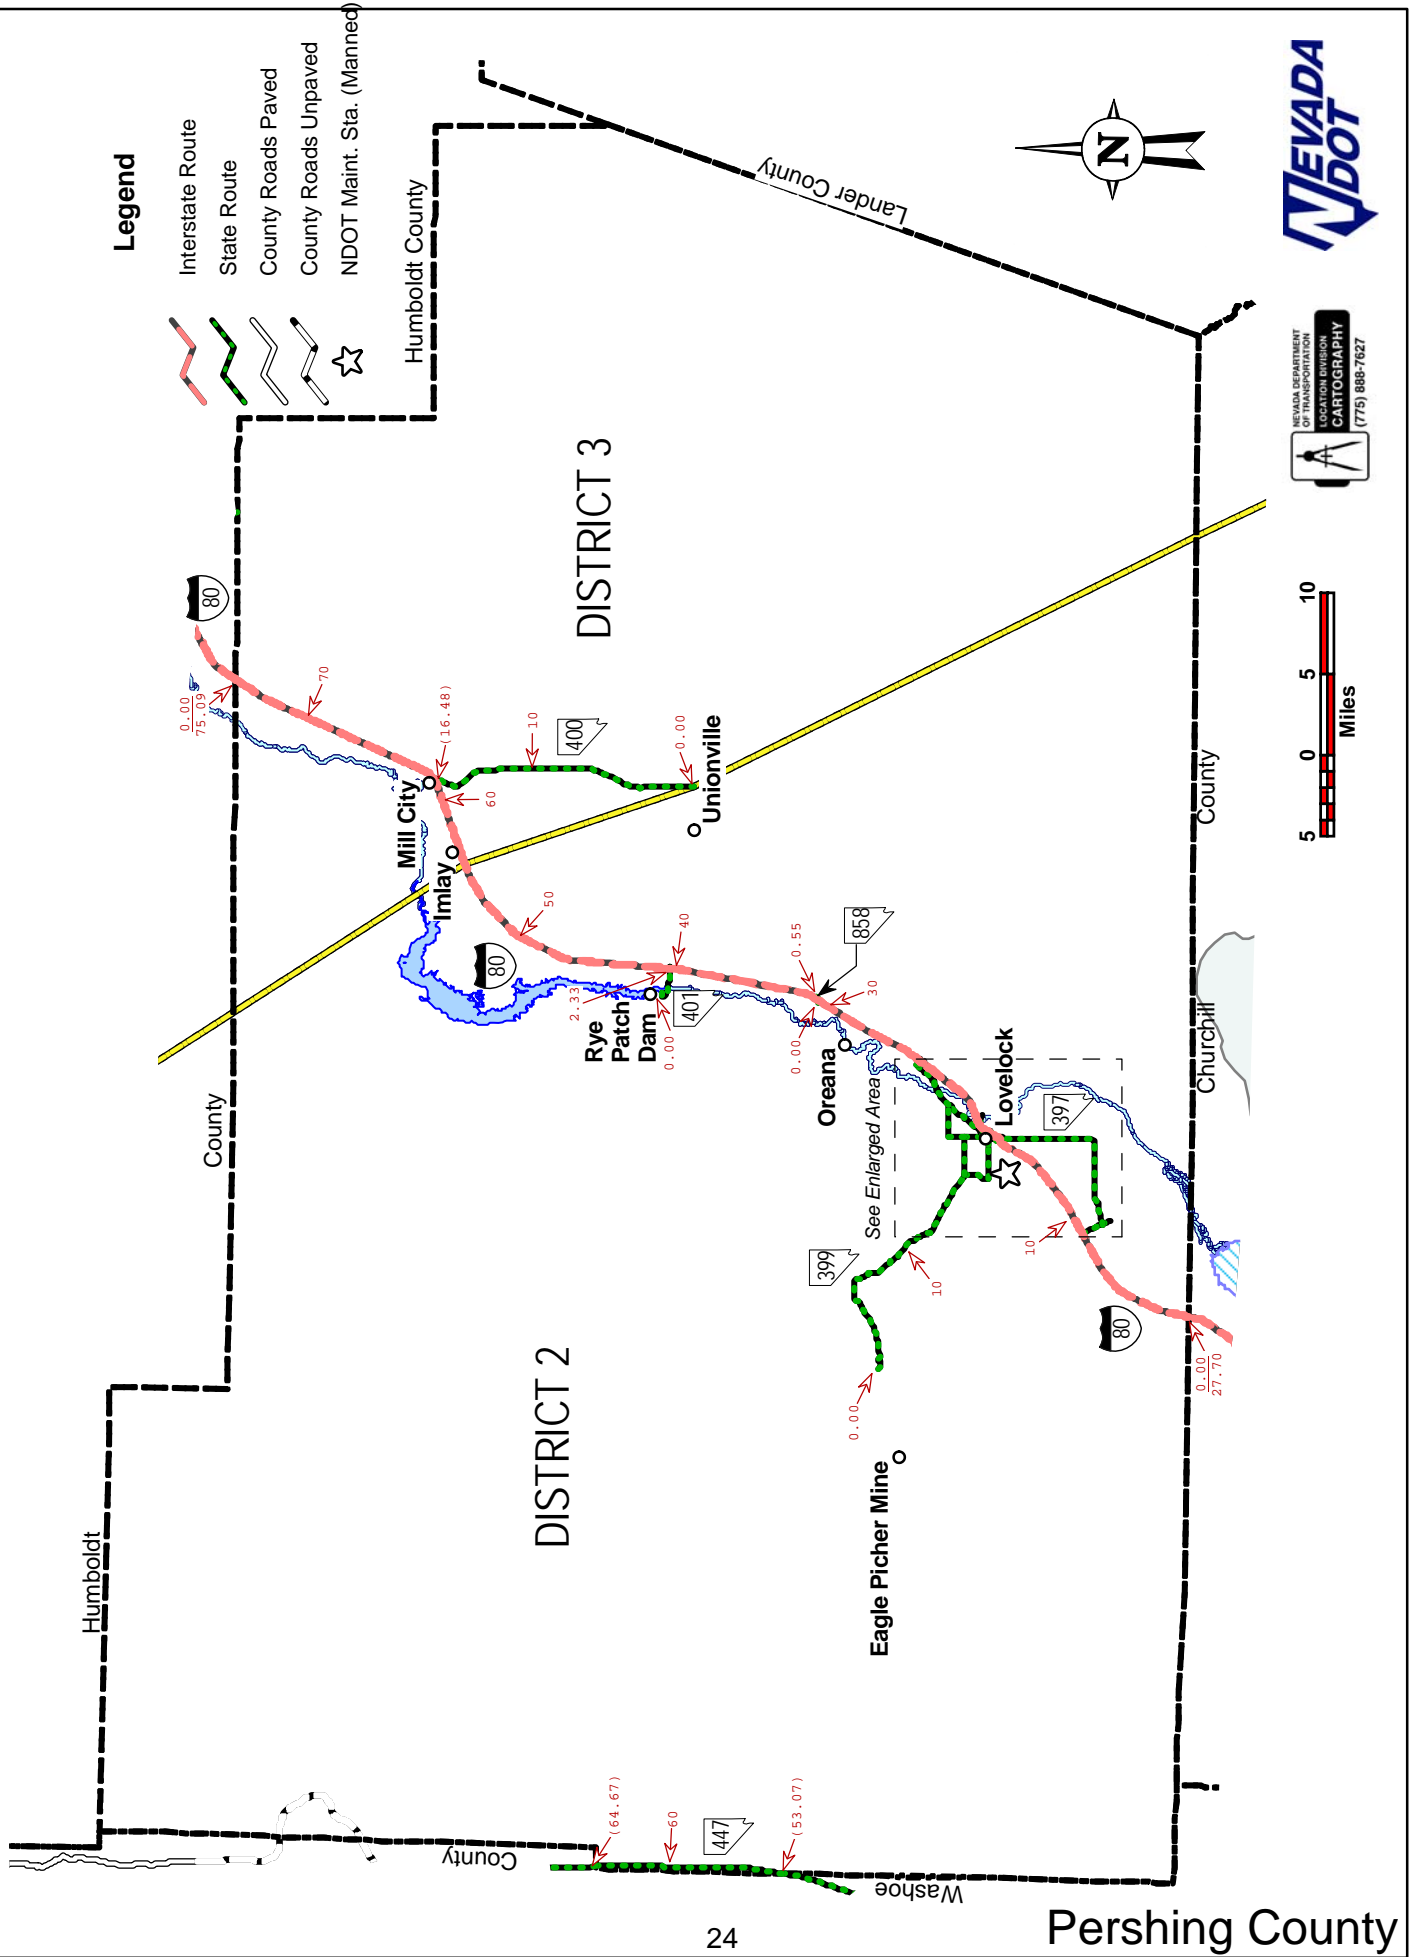 Legend
Interstate Route
State Route
County Roads Paved
County Roads Unpaved
NDOT Maint. Sta. (Manned)
Humboldt
County
Humboldt County
Lander County
80
0.00
75.09
70
(16.48)
Mill City
60
10
400
0.00
Unionville
Imlay
50
80
DISTRICT 3
DISTRICT 2
40
2.33
Rye
Patch
Dam
0.00
401
0.55
858
30
0.00
Oreana
See Enlarged Area
Lovelock
397
399
10
10
0.00
Eagle Picher Mine
80
0.00
27.70
(64.67)
60
447
(53.07)
County
Washoe
Churchill
County
N
5
0
5
10
Miles
NEVADA DEPARTMENT
OF TRANSPORTATION
LOCATION DIVISION
CARTOGRAPHY
(775) 888-7627
NEVADA
DOT
24
Pershing County